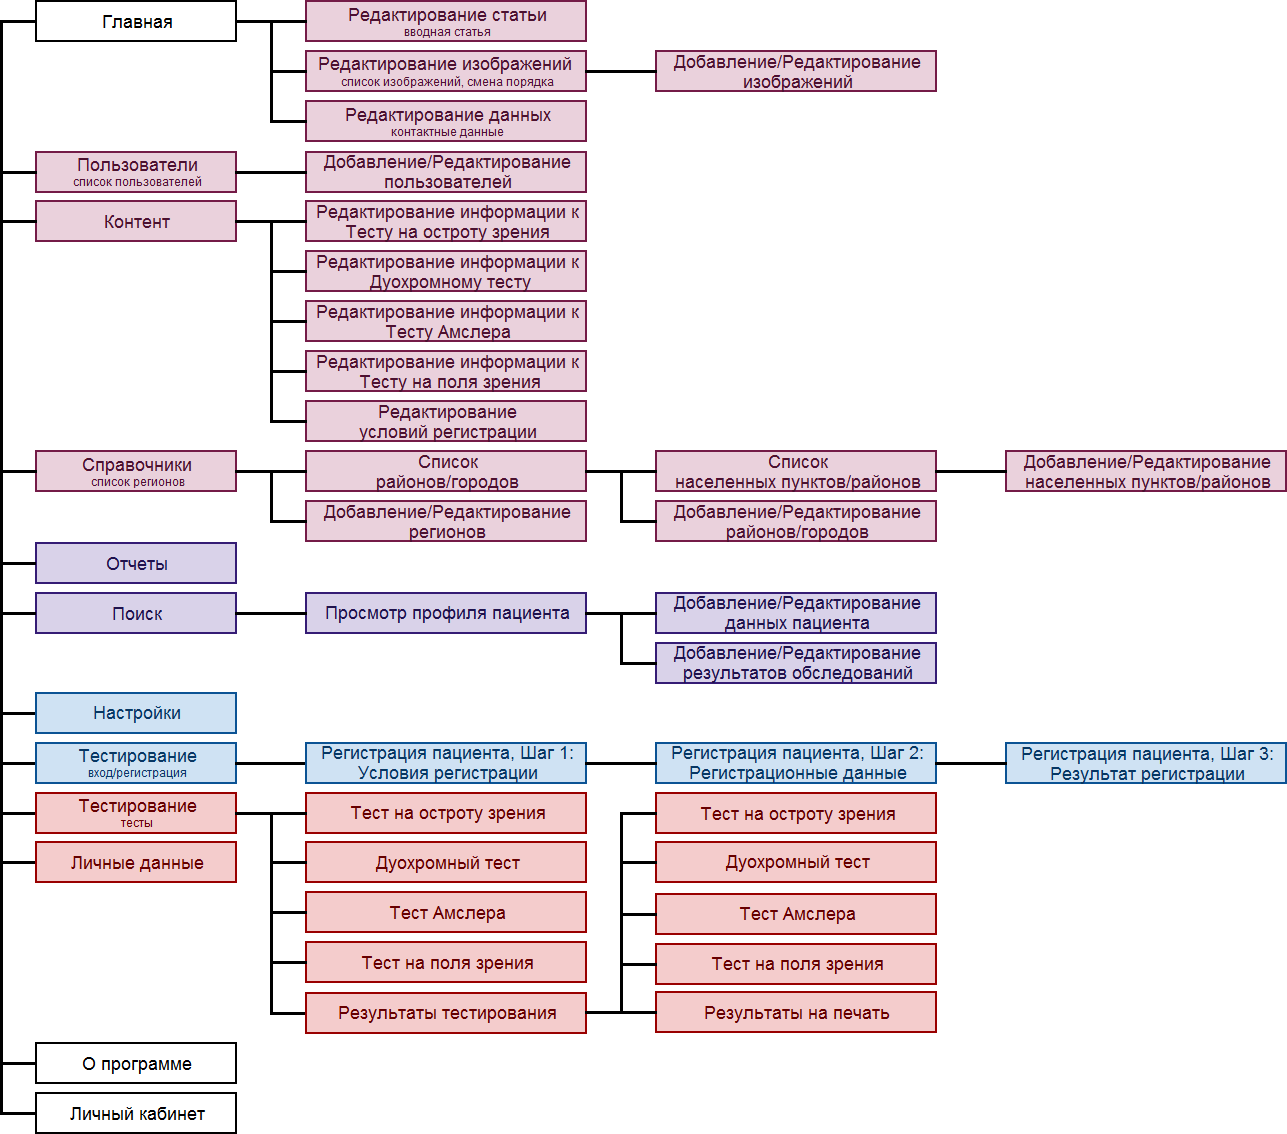 Главная
Редактирование статьи
вводная статья
Редактирование изображений
список изображений, смена порядка
Добавление/Редактирование
изображений
Редактирование данных
контактные данные
Пользователи
список пользователей
Добавление/Редактирование
пользователей
Контент
Редактирование информации к
Тесту на остроту зрения
Редактирование информации к
Дуохромному тесту
Редактирование информации к
Тесту Амслера
Редактирование информации к
Тесту на поля зрения
Редактирование
условий регистрации
Справочники
список регионов
Список
районов/городов
Список
населенных пунктов/районов
Добавление/Редактирование
населенных пунктов/районов
Добавление/Редактирование
регионов
Добавление/Редактирование
районов/городов
Отчеты
Поиск
Просмотр профиля пациента
Добавление/Редактирование
данных пациента
Добавление/Редактирование
результатов обследований
Настройки
Тестирование
вход/регистрация
Регистрация пациента, Шаг 1:
Условия регистрации
Регистрация пациента, Шаг 2:
Регистрационные данные
Регистрация пациента, Шаг 3:
Результат регистрации
Тестирование
тесты
Тест на остроту зрения
Тест на остроту зрения
Личные данные
Дуохромный тест
Дуохромный тест
Тест Амслера
Тест Амслера
Тест на поля зрения
Тест на поля зрения
Результаты тестирования
Результаты на печать
О программе
Личный кабинет